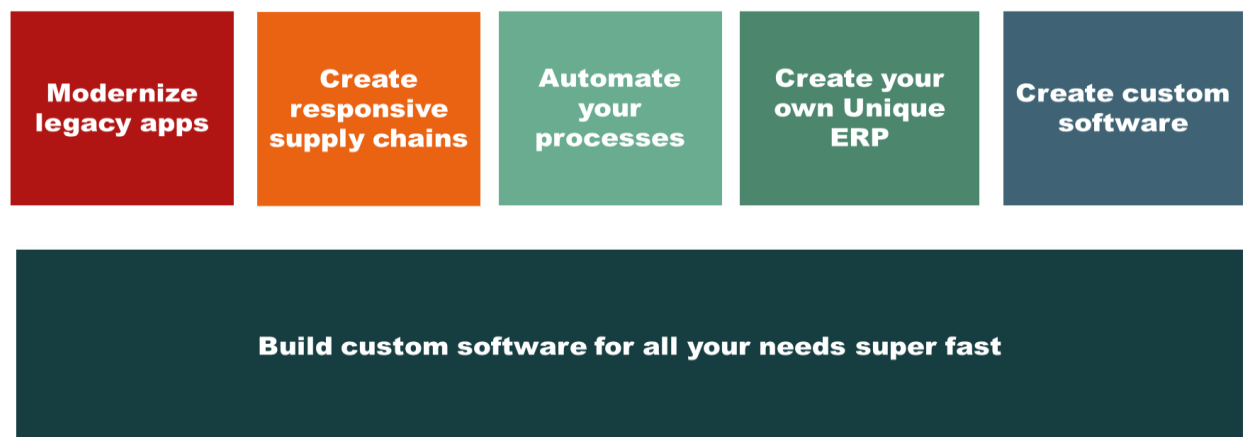 Modernize
legacy apps
Create
responsive
supply chains
Automate
your
processes
Create your
own Unique
ERP
Create custom
software
Build custom software for all your needs super fast